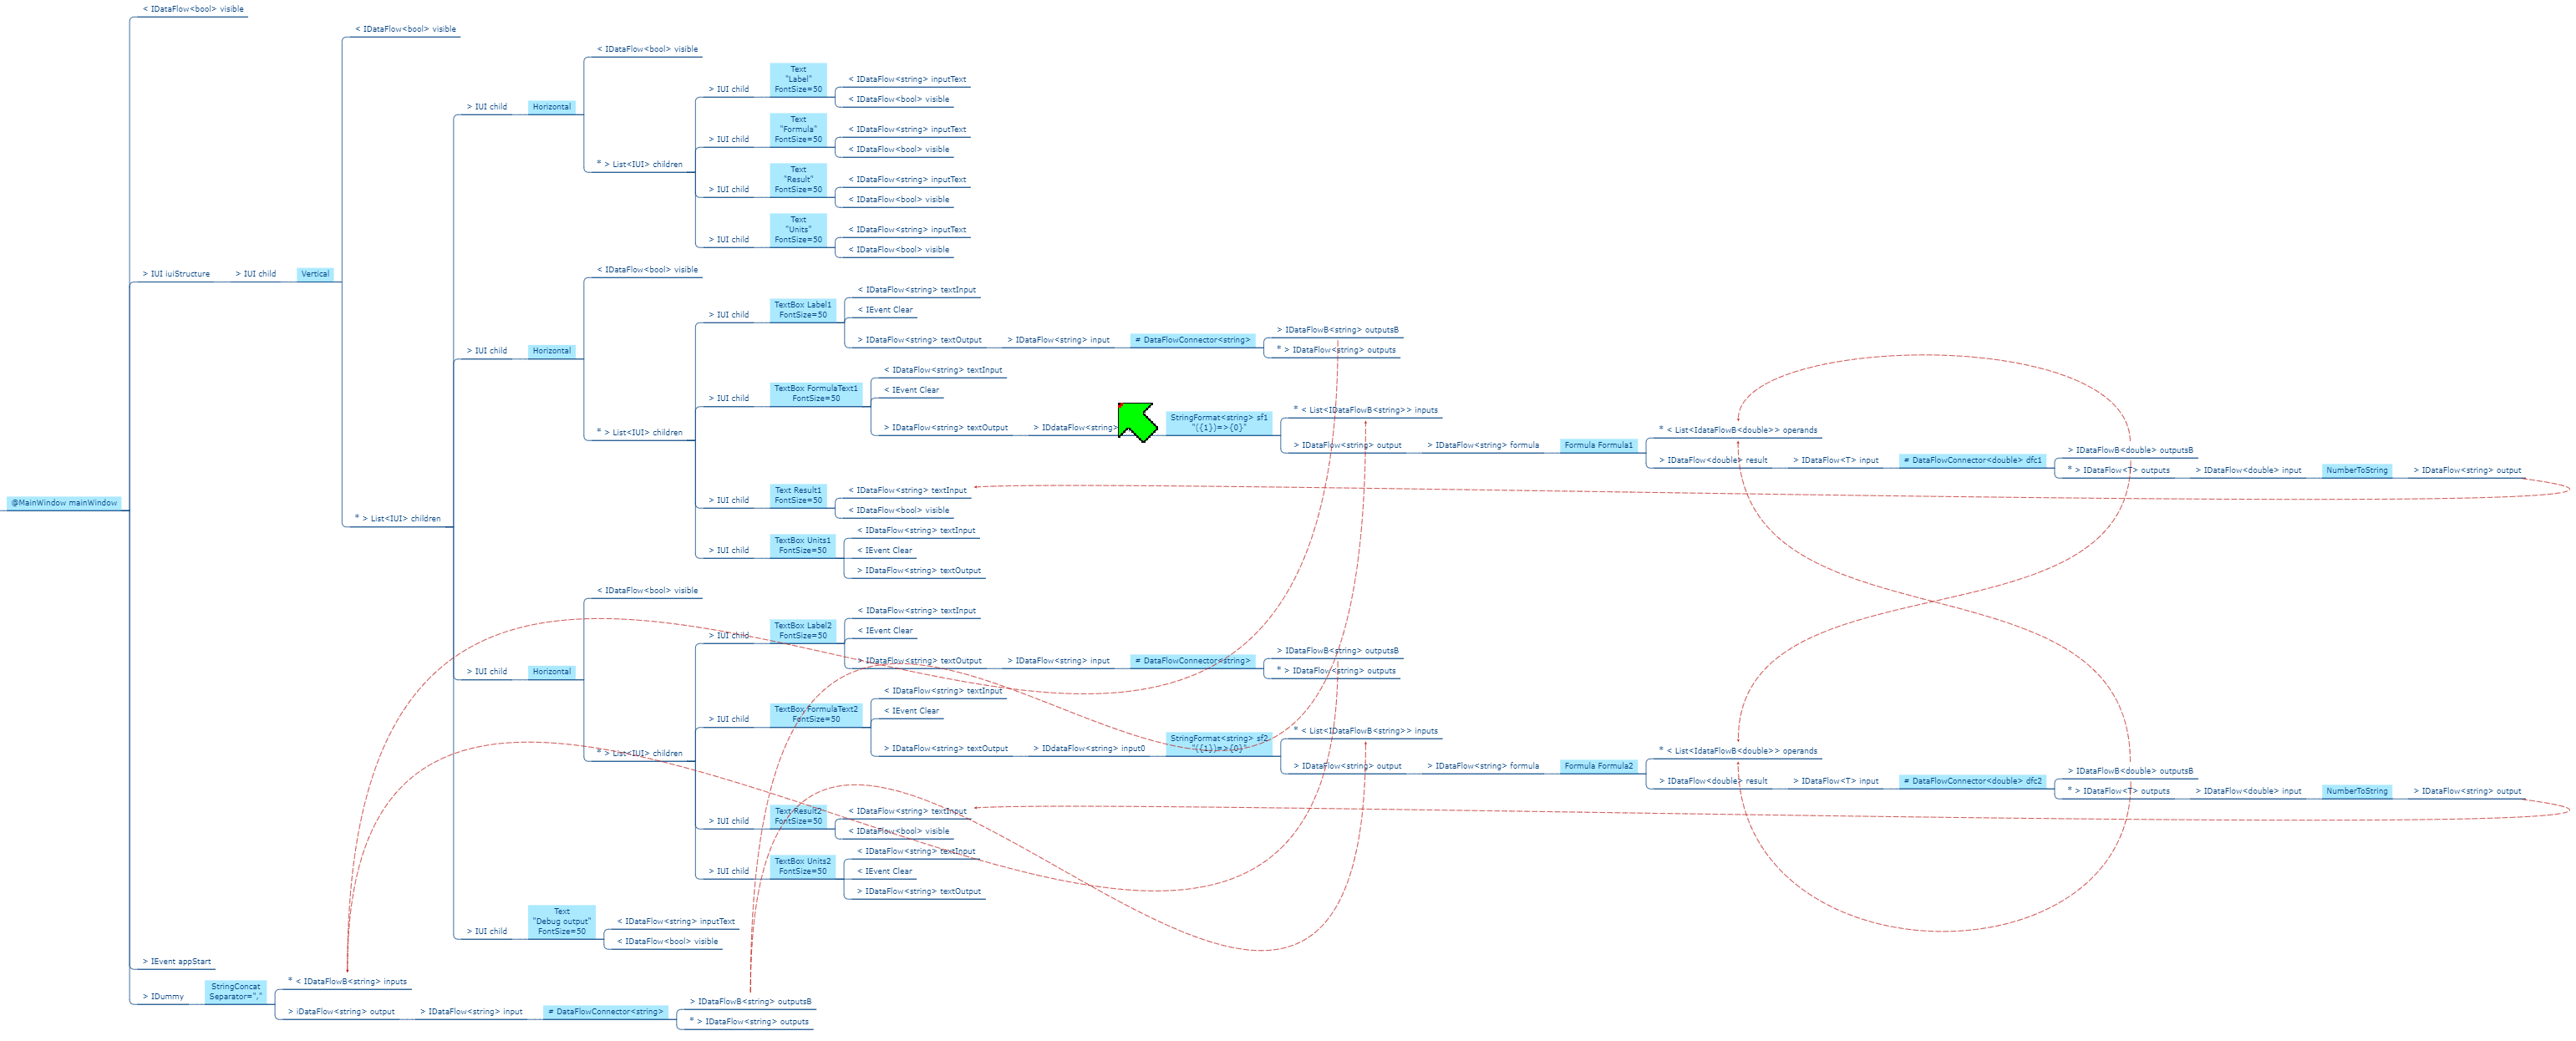 < IDataFlow<bool> visible
< IDataFlow<bool> visible
< IDataFlow<bool> visible
> IUI child
Horizontal
> IUI child
Text
"Label"
FontSize=50
< IDataFlow<string> inputText
< IDataFlow<bool> visible
> IUI child
Text
"Formula"
FontSize=50
< IDataFlow<string> inputText
< IDataFlow<bool> visible
* > List<IUI> children
> IUI child
Text
"Result"
FontSize=50
< IDataFlow<string> inputText
< IDataFlow<bool> visible
> IUI child
Text
"Units"
FontSize=50
< IDataFlow<string> inputText
< IDataFlow<bool> visible
> IUI iuiStructure
> IUI child
Vertical
< IDataFlow<bool> visible
> IUI child
TextBox Label1
FontSize=50
< IDataFlow<string> textInput
< IEvent Clear
> IDataFlow<string> textOutput
> IDataFlow<string> input
# DataFlowConnector<string>
> IDataFlowB<string> outputsB
* > IDataFlow<string> outputs
> IUI child
Horizontal
> IUI child
TextBox FormulaText1
FontSize=50
< IDataFlow<string> textInput
< IEvent Clear
> IDataFlow<string> textOutput
> IDdataFlow<string>
StringFormat<string> sf1
"({1})=>{0}"
* < List<IDataFlowB<string>> inputs
> IDataFlow<string> output
> IDataFlow<string> formula
Formula Formula1
* < List<IdataFlowB<double>> operands
> IDataFlow<double> result
> IDataFlow<T> input
# DataFlowConnector<double> dfc1
> IDataFlowB<double> outputsB
* > IDataFlow<T> outputs
> IDataFlow<double> input
NumberToString
> IDataFlow<string> output
* > List<IUI> children
> IUI child
Text Result1
FontSize=50
< IDataFlow<string> textInput
< IDataFlow<bool> visible
> IUI child
TextBox Units1
FontSize=50
< IDataFlow<string> textInput
< IEvent Clear
> IDataFlow<string> textOutput
@MainWindow mainWindow
* > List<IUI> children
< IDataFlow<bool> visible
> IUI child
TextBox Label2
FontSize=50
< IDataFlow<string> textInput
< IEvent Clear
> IDataFlow<string> textOutput
> IDataFlow<string> input
# DataFlowConnector<string>
> IDataFlowB<string> outputsB
* > IDataFlow<string> outputs
> IUI child
Horizontal
> IUI child
TextBox FormulaText2
FontSize=50
< IDataFlow<string> textInput
< IEvent Clear
> IDataFlow<string> textOutput
> IDdataFlow<string> input0
StringFormat<string> sf2
"({1})=>{0}"
* < List<IDataFlowB<string>> inputs
> IDataFlow<string> output
> IDataFlow<string> formula
Formula Formula2
* < List<IdataFlowB<double>> operands
> IDataFlow<double> result
> IDataFlow<T> input
# DataFlowConnector<double> dfc2
> IDataFlowB<double> outputsB
* > IDataFlow<T> outputs
> IDataFlow<double> input
NumberToString
> IDataFlow<string> output
* > List<IUI> children
> IUI child
Text Result2
FontSize=50
< IDataFlow<string> textInput
< IDataFlow<bool> visible
> IUI child
TextBox Units2
FontSize=50
< IDataFlow<string> textInput
< IEvent Clear
> IDataFlow<string> textOutput
> IUI child
Text
"Debug output"
FontSize=50
< IDataFlow<string> inputText
< IDataFlow<bool> visible
> IEvent appStart
> IDummy
StringConcat
Separator=","
* < IDataFlowB<string> inputs
> iDataFlow<string> output
> IDataFlow<string> input
# DataFlowConnector<string>
> IDataFlowB<string> outputsB
* > IDataFlow<string> outputs